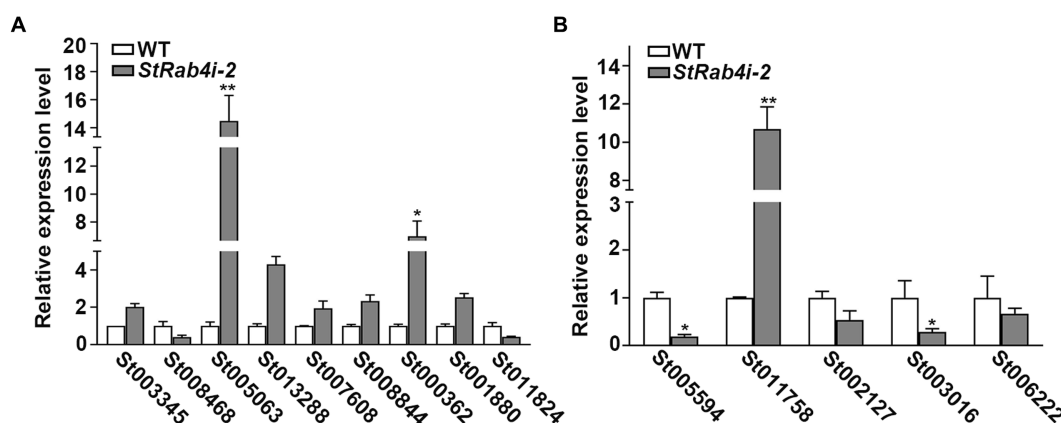 A
Relative expression level
20
18
16
14
12
10
8
6
4
2
0
WT
StRab4i-2
**
*
St003345
St008468
St005063
St013288
St007608
St008844
St000362
St001880
St011824
B
Relative expression level
14
12
10
8
6
3
2
1
0
WT
StRab4i-2
**
*
*
St005594
St011758
St002127
St003016
St006222